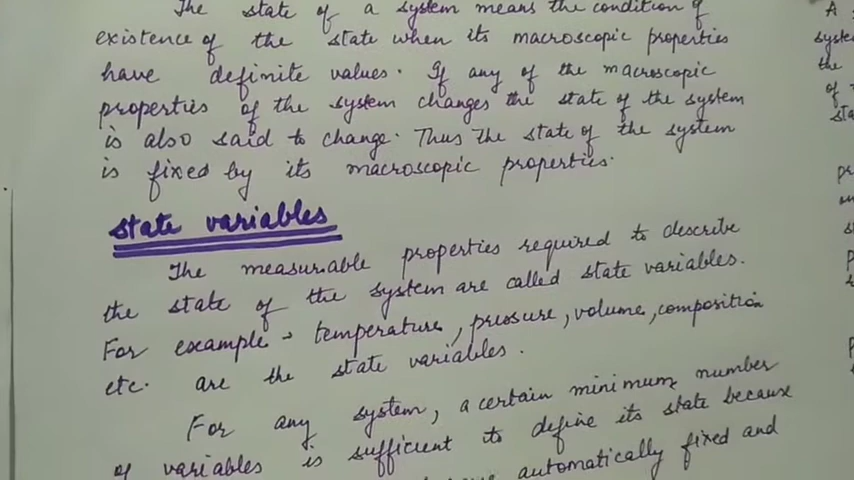 The state of a system means the condition of
existence of the state when its macroscopic properties
have definite values. If any of the macroscopic
properties of the system changes the state of the system
is also said to change. Thus the state of the system
is fixed by its macroscopic properties.
state variables
The measurable properties required to describe
the state of the system are called state variables.
For example → temperature, pressure, volume, composition
etc. are the state variables.
For any system, a certain minimum number
of variables is sufficient to define its state because
automatically fixed and
A
syste
the
of
sta